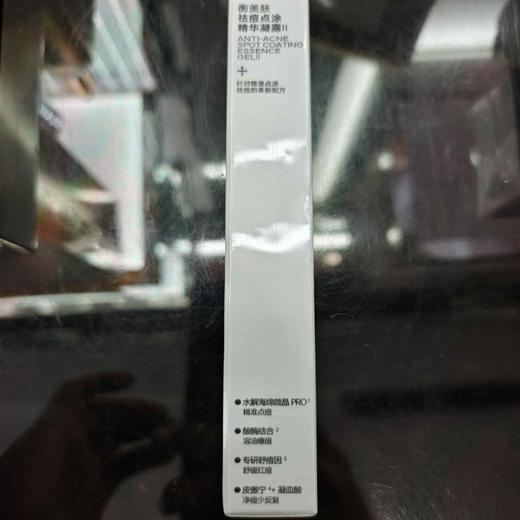 衡美肤
祛痘点涂
精华凝露II
ANTI-ACNE
SPOT COATING
ESSENCE
GELII
针对精准点涂
祛痘的革新配方
●水解海绵微晶 PRO¹
精准点痘
●酸酶结合²
溶油瘪痘
●专研舒痘因³
舒缓红痘
●皮傲宁⁴+ 凝血酸
净痘少反复